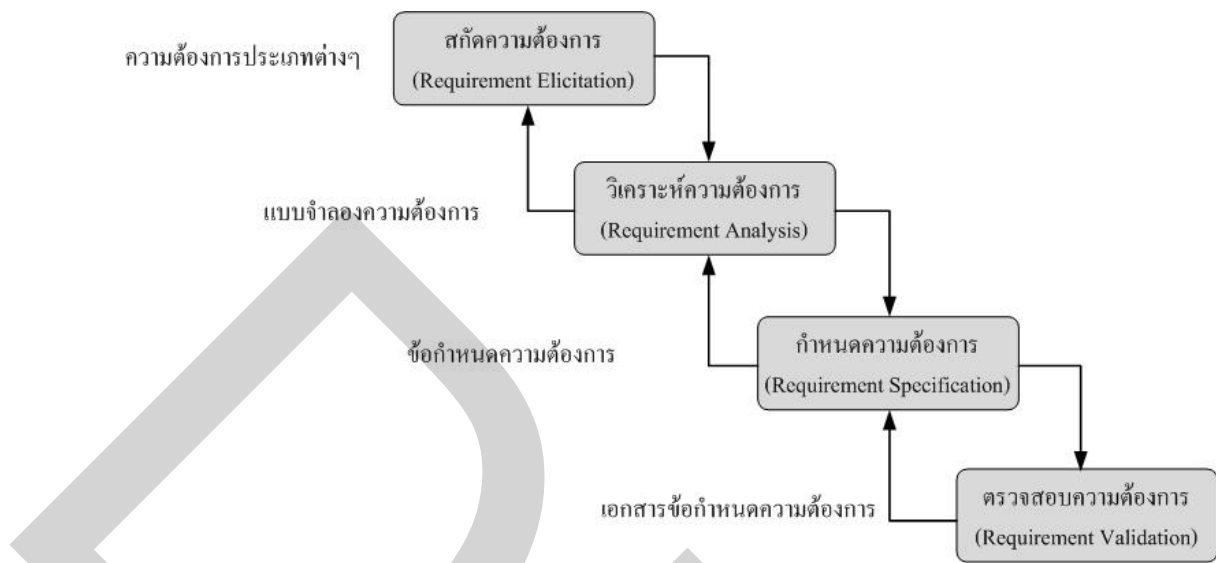 สกัดความต้องการ
ความต้องการประเภทต่างๆ
(Requirement Elicitation)
วิเคราะห์ความต้องการ
แบบจำลองความต้องการ
(Requirement Analysis)
กำหนดความต้องการ
ข้อกำหนดความต้องการ
(Requirement Specification)
ตรวจสอบความต้องการ
เอกสารข้อกำหนดความต้องการ
(Requirement Validation)